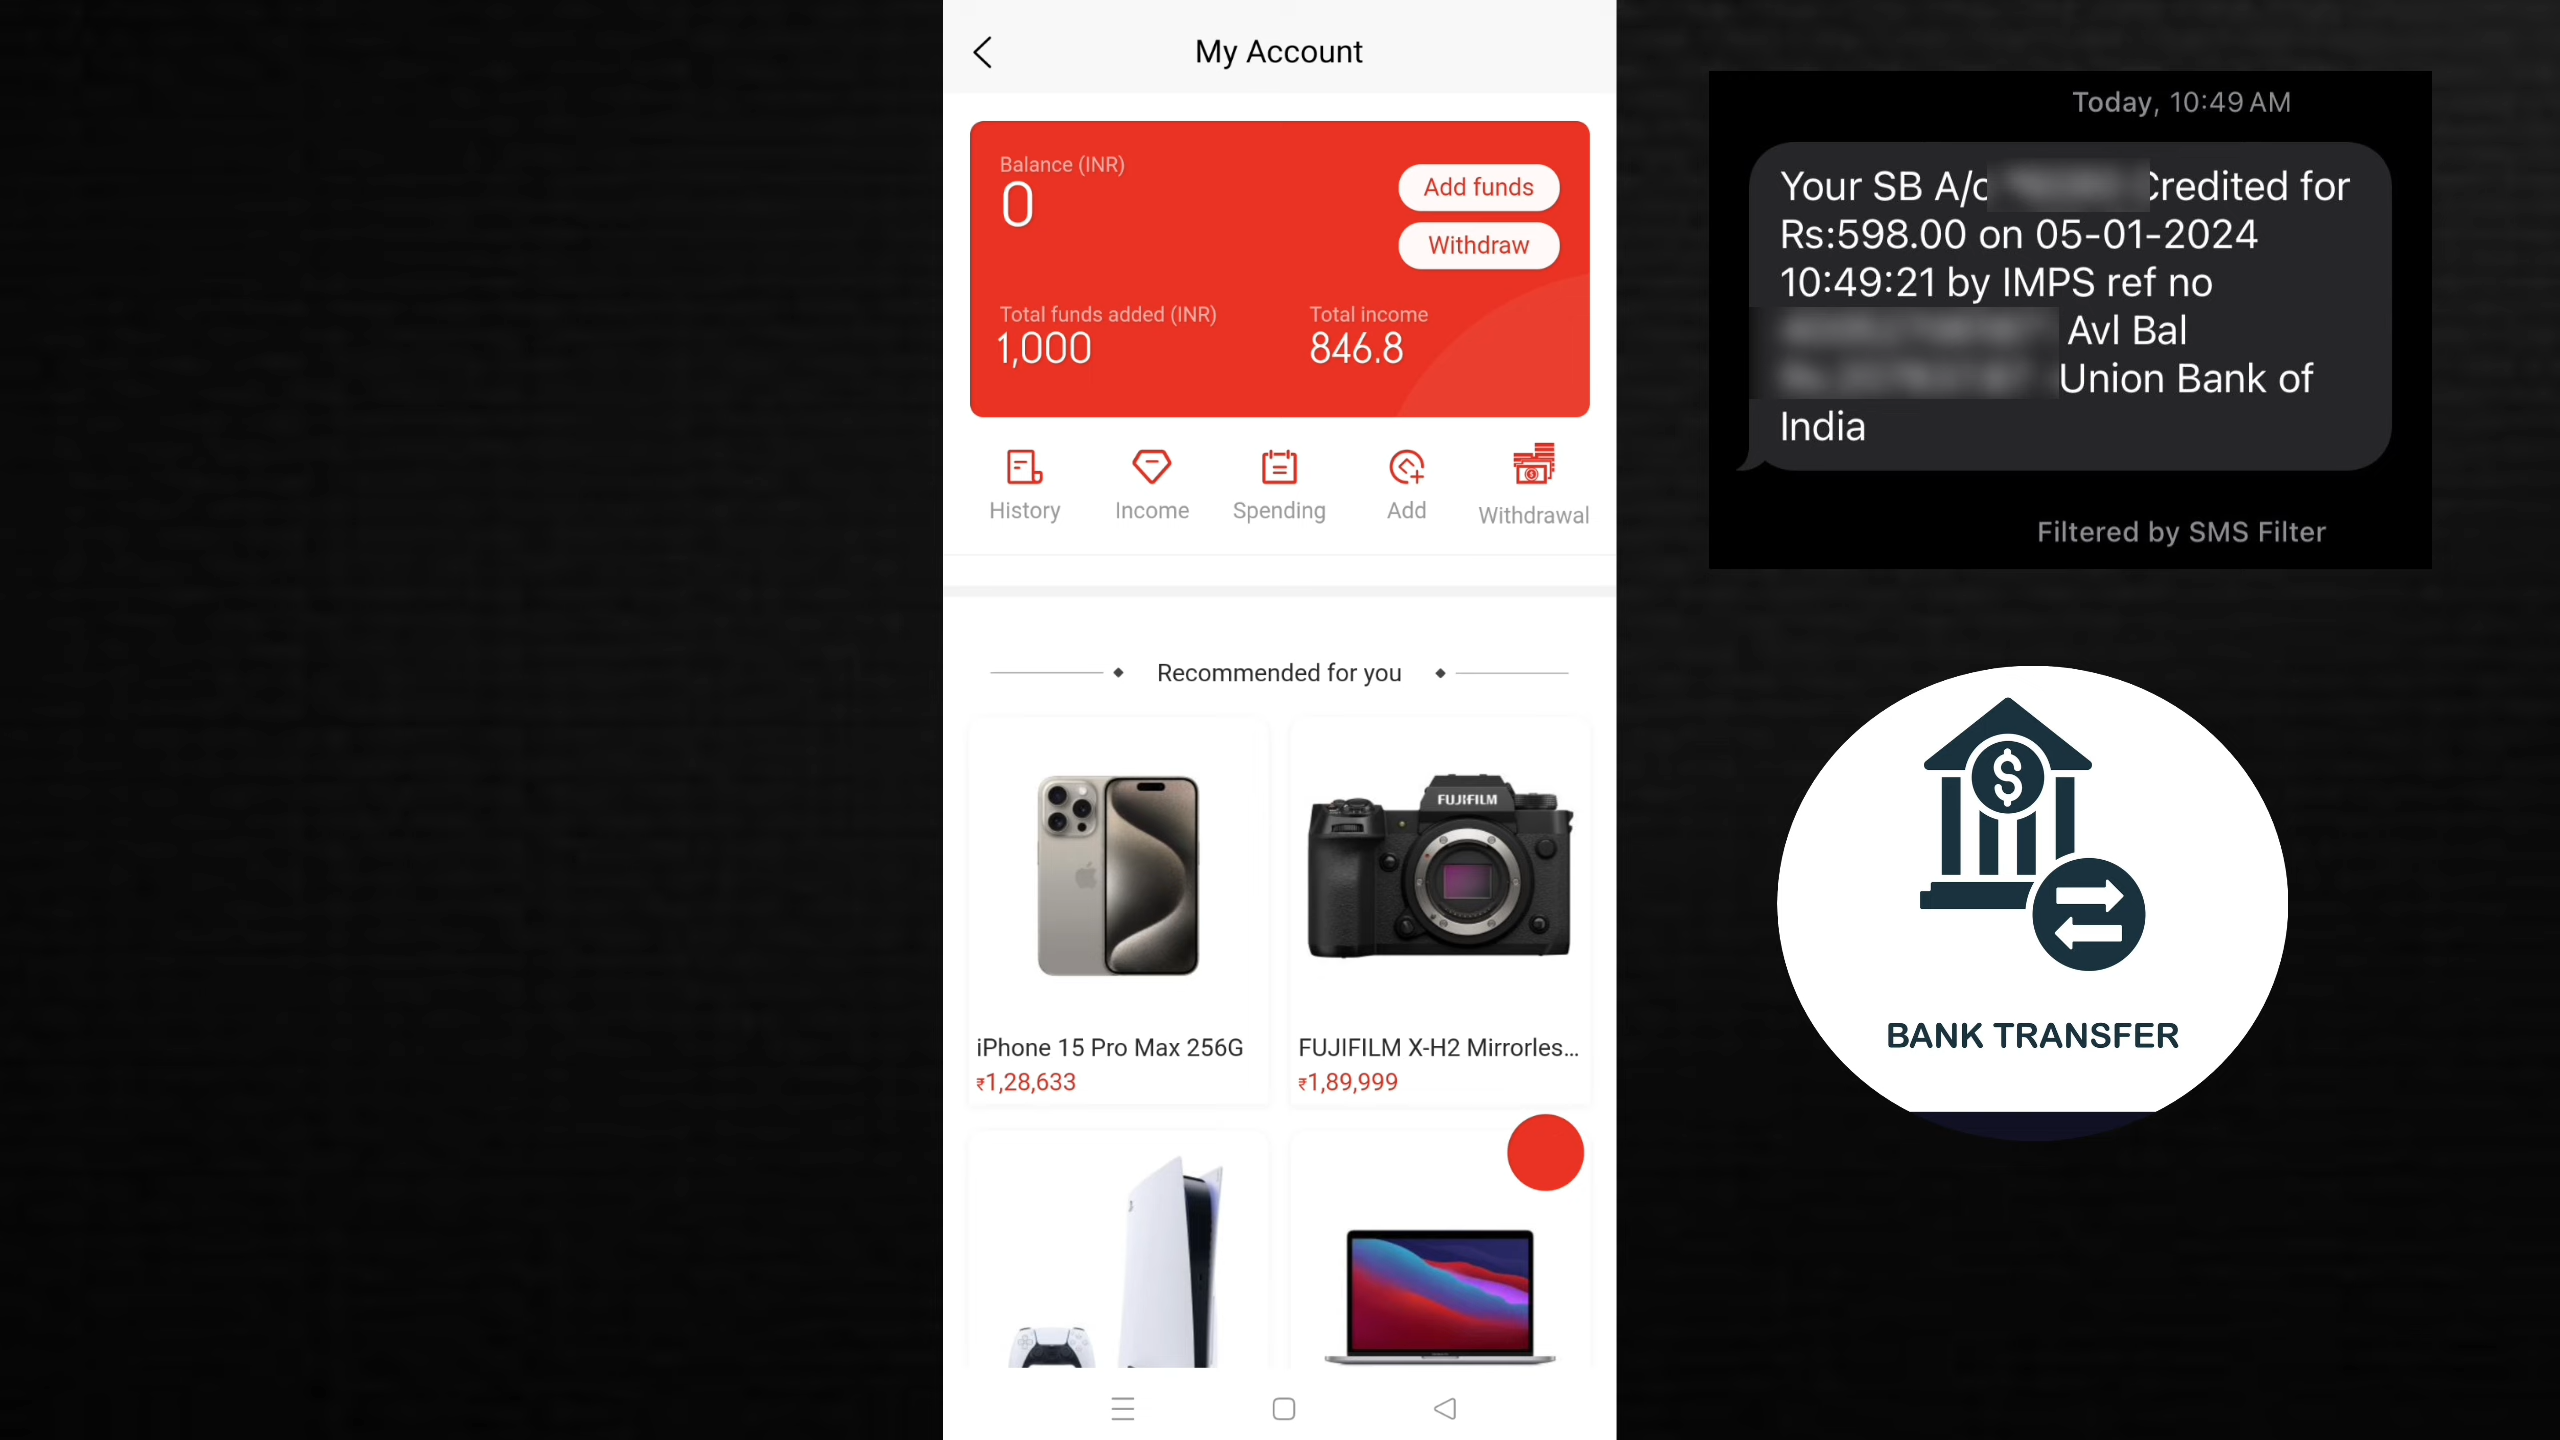 My Account
Balance (INR)
0
Add funds
Withdraw
Total funds added (INR)
1,000
Total income
846.8
History
Income
Spending
Add
Withdrawal
Recommended for you
FUJIFILM
iPhone 15 Pro Max 256G
₹1,28,633
FUJIFILM X-H2 Mirrorles...
₹1,89,999
Today, 10:49 AM
Your SB A/c Credited for
Rs:598.00 on 05-01-2024
10:49:21 by IMPS ref no
Avl Bal
Union Bank of
India
Filtered by SMS Filter
$
BANK TRANSFER